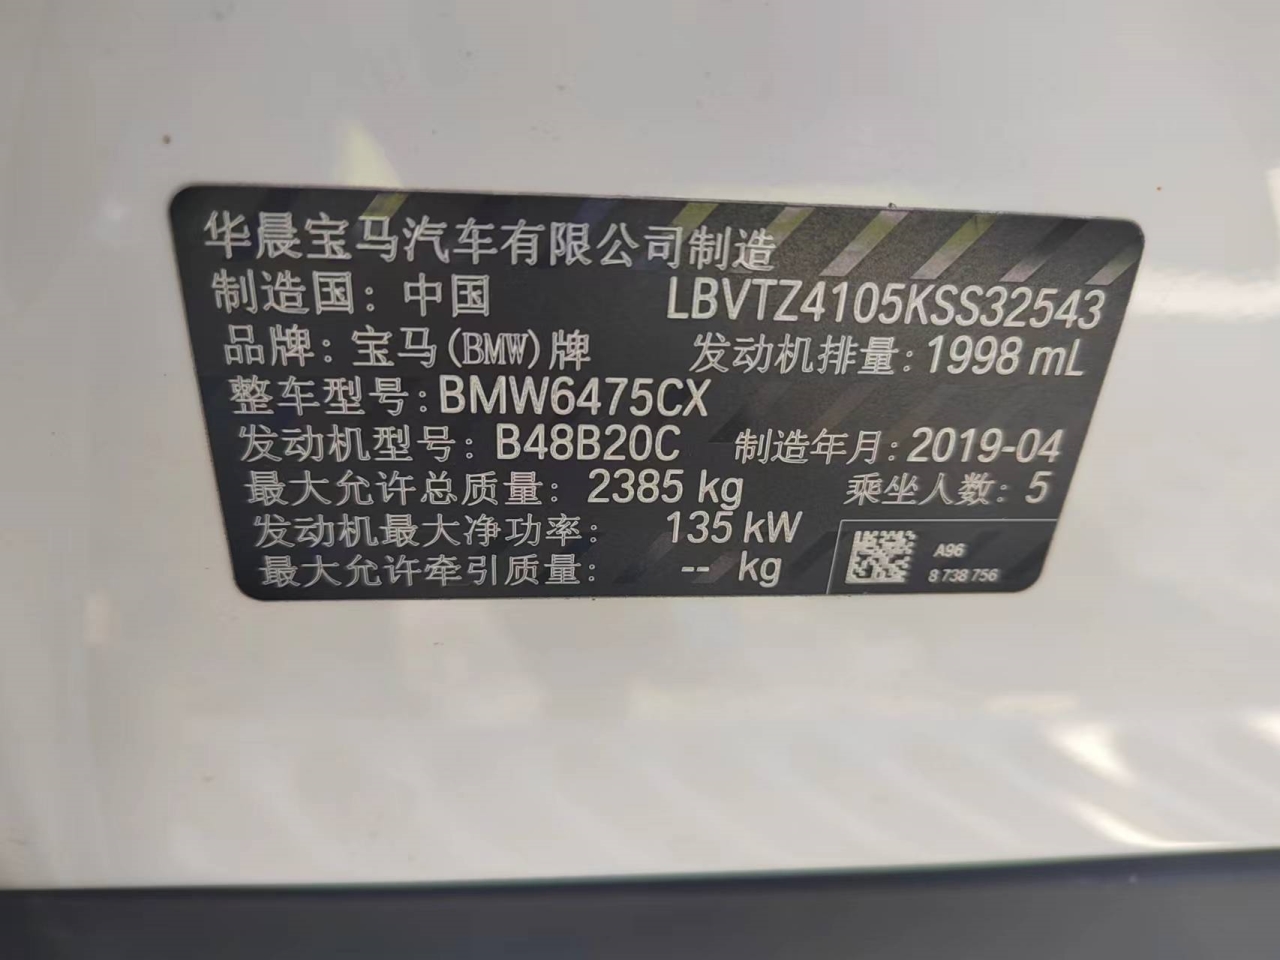 华晨宝马汽车有限公司制造
制造国：中国 LBVTZ4105KSS32543
品牌：宝马(BMW)牌 发动机排量：1998 mL
整车型号：BMW6475CX
发动机型号：B48B20C 制造年月：2019-04
最大允许总质量：2385 kg 乘坐人数：5
发动机最大净功率：135 kW
最大允许牵引质量：-- kg
A96
8 738 756